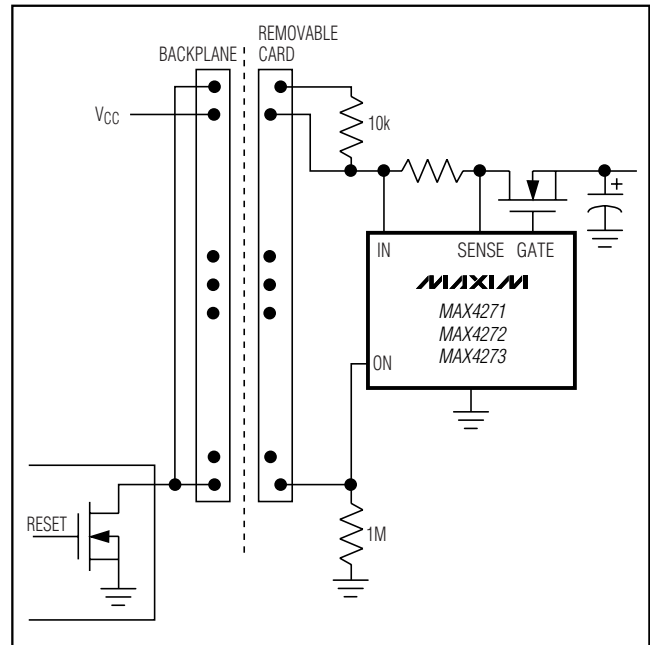 REMOVABLE
BACKPLANE CARD
VCC
10k
+
IN SENSE GATE
MAXIM
MAX4271
MAX4272
MAX4273
ON
RESET
1M